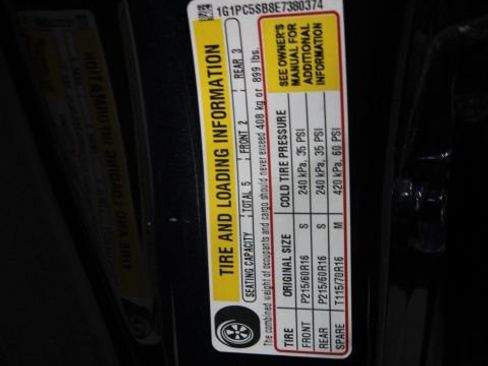 1G1PC5SB8E7380374
TIRE AND LOADING INFORMATION
SEATING CAPACITY TOTAL 5 FRONT 2 REAR 3
The combined weight of occupants and cargo should never exceed 408 kg or 899 lbs.
TIRE ORIGINAL SIZE COLD TIRE PRESSURE
FRONT P215/60R16 S 240 kPa, 35 PSI
REAR P215/60R16 S 240 kPa, 35 PSI
SPARE T115/70R16 M 420 kPa, 60 PSI
SEE OWNER'S
MANUAL FOR
ADDITIONAL
INFORMATION